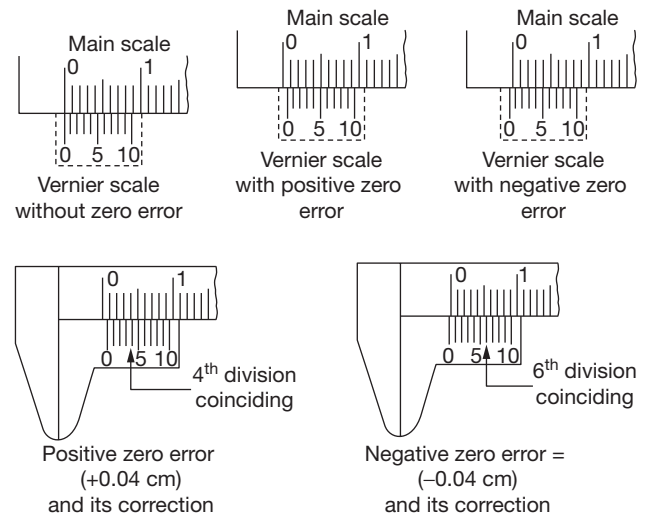 Main scale
0 1
0 5 10
Vernier scale
without zero error
Main scale
0 1
0 5 10
Vernier scale
with positive zero
error
Main scale
0 1
0 5 10
Vernier scale
with negative zero
error
0 1
0 5 10
4th division
coinciding
Positive zero error
(+0.04 cm)
and its correction
0 1
0 5 10
6th division
coinciding
Negative zero error =
(–0.04 cm)
and its correction